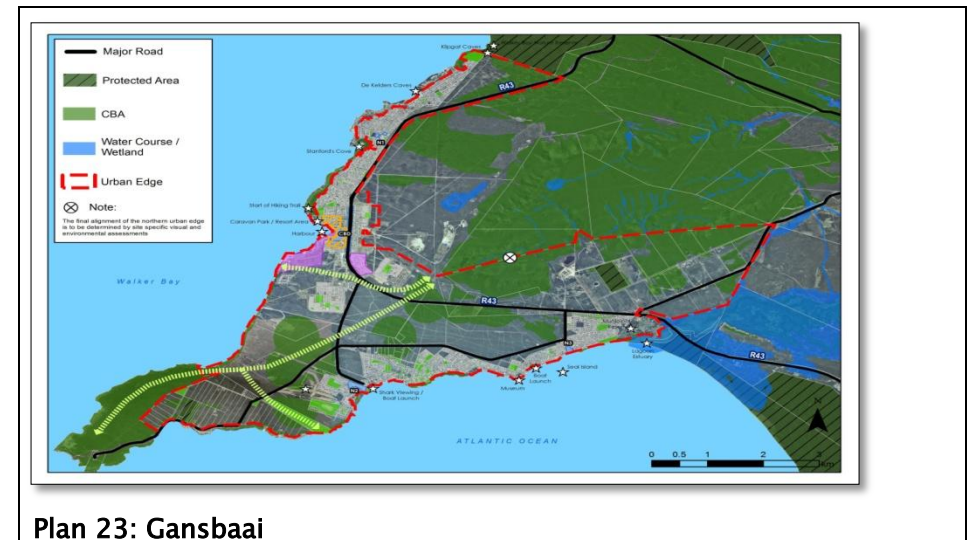 Major Road
Protected Area
CBA
Water Course /
Wetland
Urban Edge
Note:
The final alignment of the northern urban edge
is to be determined by site specific visual and
environmental assessments
Klipgat Caves
De Kelders Caves
R43
Stanford's Cove
Start of Hiking Trail
Caravan Park / Resort Area
Harbour
CBD
Walker Bay
R43
Lagoon
Estuary
R43
Seal Island
Boat
Launch
Museum
Shark Viewing /
Boat Launch
ATLANTIC OCEAN
N
0 0.5 1 2 3
Km
Plan 23: Gansbaai